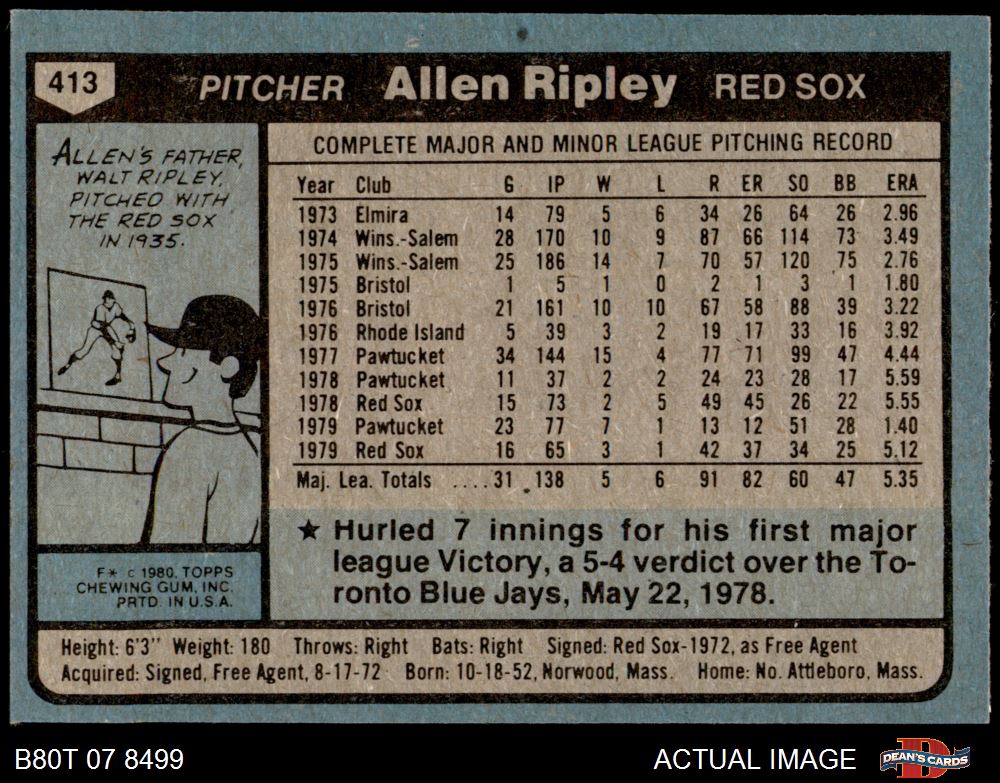 413 PITCHER Allen Ripley RED SOX
ALLEN'S FATHER,
WALT RIPLEY,
PITCHED WITH
THE RED SOX
IN 1935.
COMPLETE MAJOR AND MINOR LEAGUE PITCHING RECORD
Year Club G IP W L R ER SO BB ERA
1973 Elmira 14 79 5 6 34 26 64 26 2.96
1974 Wins.-Salem 28 170 10 9 87 66 114 73 3.49
1975 Wins.-Salem 25 186 14 7 70 57 120 75 2.76
1975 Bristol 1 5 1 0 2 1 3 1 1.80
1976 Bristol 21 161 10 10 67 58 88 39 3.22
1976 Rhode Island 5 39 3 2 19 17 33 16 3.92
1977 Pawtucket 34 144 15 4 77 71 99 47 4.44
1978 Pawtucket 11 37 2 2 24 23 28 17 5.59
1978 Red Sox 15 73 2 5 49 45 26 22 5.55
1979 Pawtucket 23 77 7 1 13 12 51 28 1.40
1979 Red Sox 16 65 3 1 42 37 34 25 5.12
Maj. Lea. Totals ....31 138 5 6 91 82 60 47 5.35
★ Hurled 7 innings for his first major
league Victory, a 5-4 verdict over the To-
ronto Blue Jays, May 22, 1978.
F* © 1980. TOPPS
CHEWING GUM, INC.
PRTD. IN U.S.A.
Height: 6'3" Weight: 180 Throws: Right Bats: Right Signed: Red Sox-1972, as Free Agent
Acquired: Signed, Free Agent, 8-17-72 Born: 10-18-52, Norwood, Mass. Home: No. Attleboro, Mass.
B80T 07 8499 ACTUAL IMAGE DEAN'S CARDS